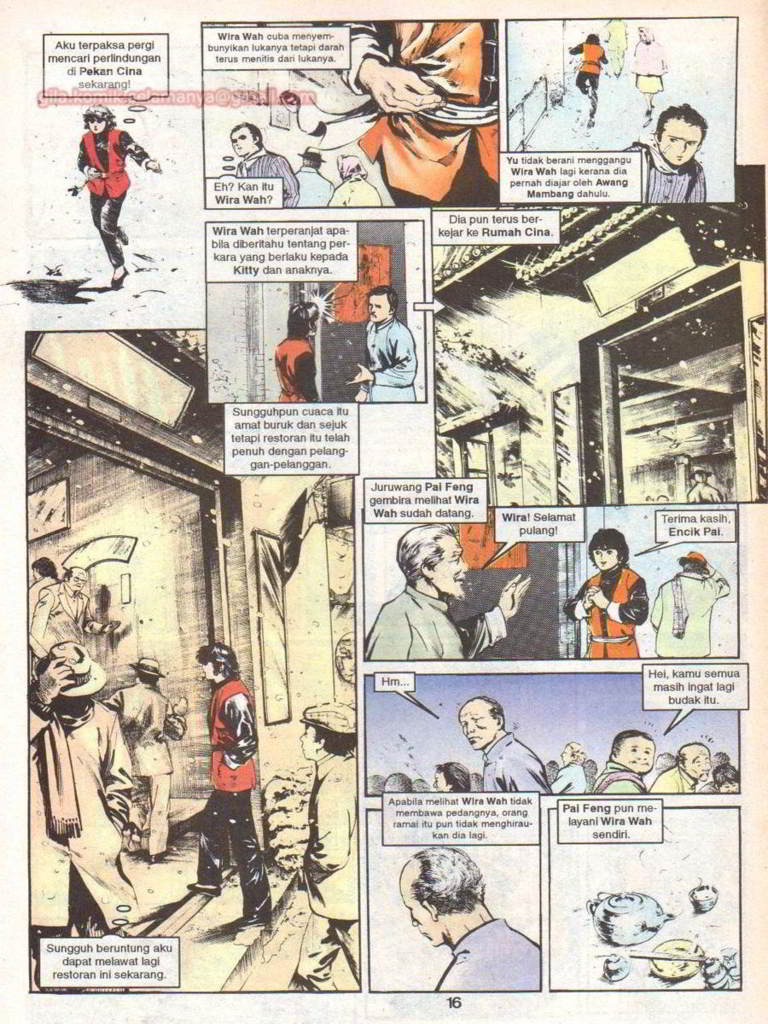 Aku terpaksa pergi
mencari perlindungan
di Pekan Cina
sekarang!
Wira Wah cuba menyem-
bunyikan lukanya tetapi darah
terus menitis dari lukanya.
Eh? Kan itu
Wira Wah?
Yu tidak berani menggangu
Wira Wah lagi kerana dia
pernah diajar oleh Awang
Mambang dahulu.
Wira Wah terperanjat apa-
bila diberitahu tentang per-
kara yang berlaku kepada
Kitty dan anaknya.
Dia pun terus ber-
kejar ke Rumah Cina.
Sungguhpun cuaca itu
amat buruk dan sejuk
tetapi restoran itu telah
penuh dengan pelang-
gan-pelanggan.
Sungguh beruntung aku
dapat melawat lagi
restoran ini sekarang.
Juruwang Pai Feng
gembira melihat Wira
Wah sudah datang.
Wira! Selamat
pulang!
Terima kasih,
Encik Pai.
Hm...
Hei, kamu semua
masih ingat lagi
budak itu.
Apabila melihat Wira Wah tidak
membawa pedangnya, orang
ramai itu pun tidak menghirau-
kan dia lagi.
Pai Feng pun me-
layani Wira Wah
sendiri.
16